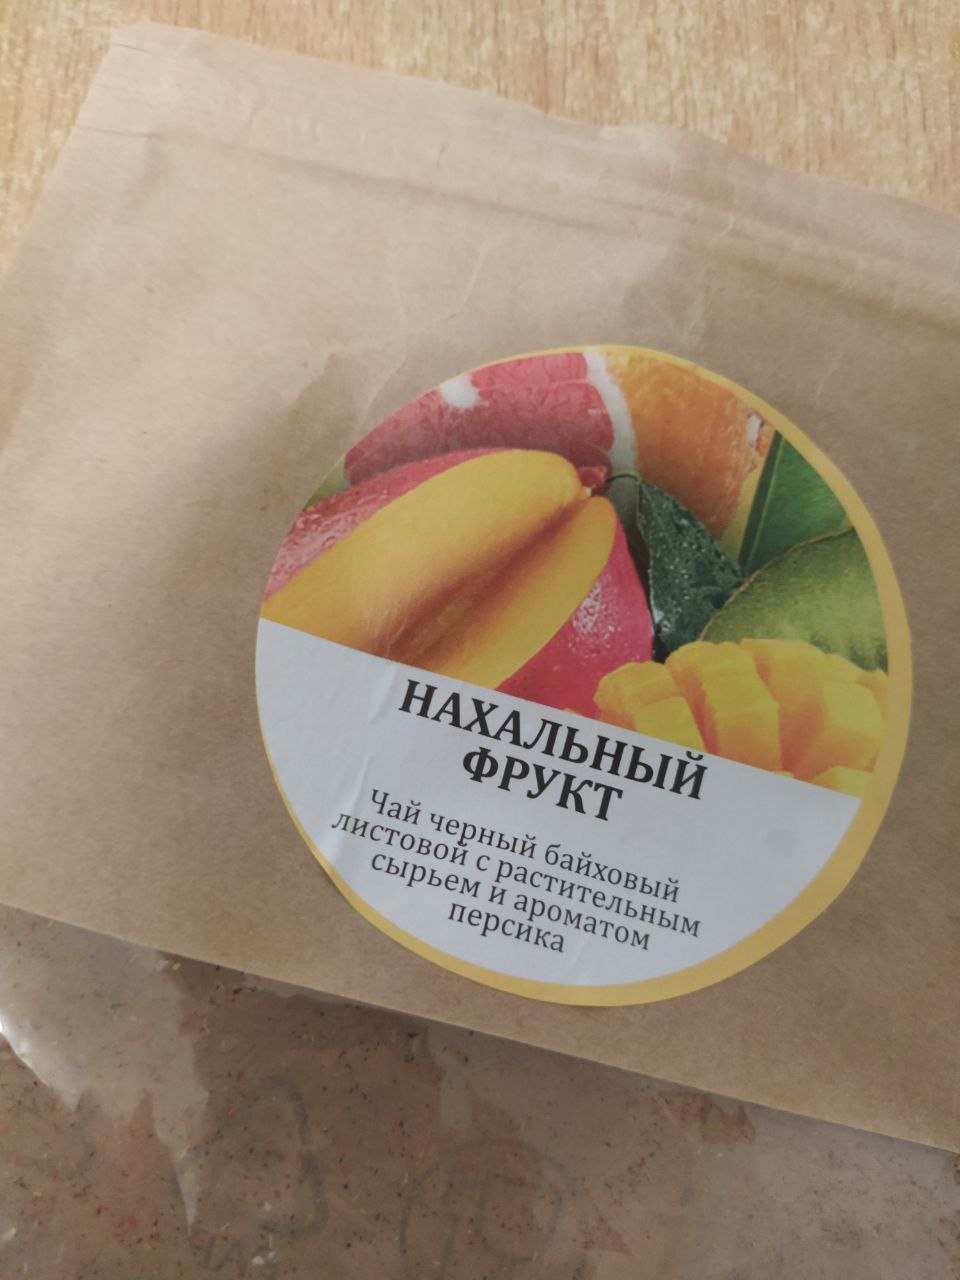 НАХАЛЬНЫЙ
ФРУКТ
Чай черный байховый
листовой с растительным
сырьем и ароматом
персика